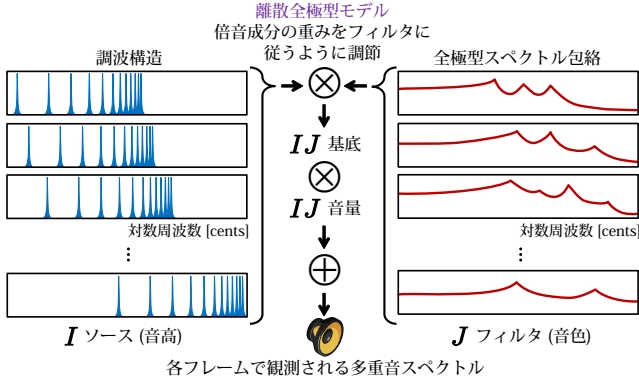 離散全極型モデル
倍音成分の重みをフィルタに
従うように調節
調波構造
全極型スペクトル包絡
IJ 基底
IJ 音量
対数周波数 [cents]
対数周波数 [cents]
I ソース (音高)
J フィルタ (音色)
各フレームで観測される多重音スペクトル